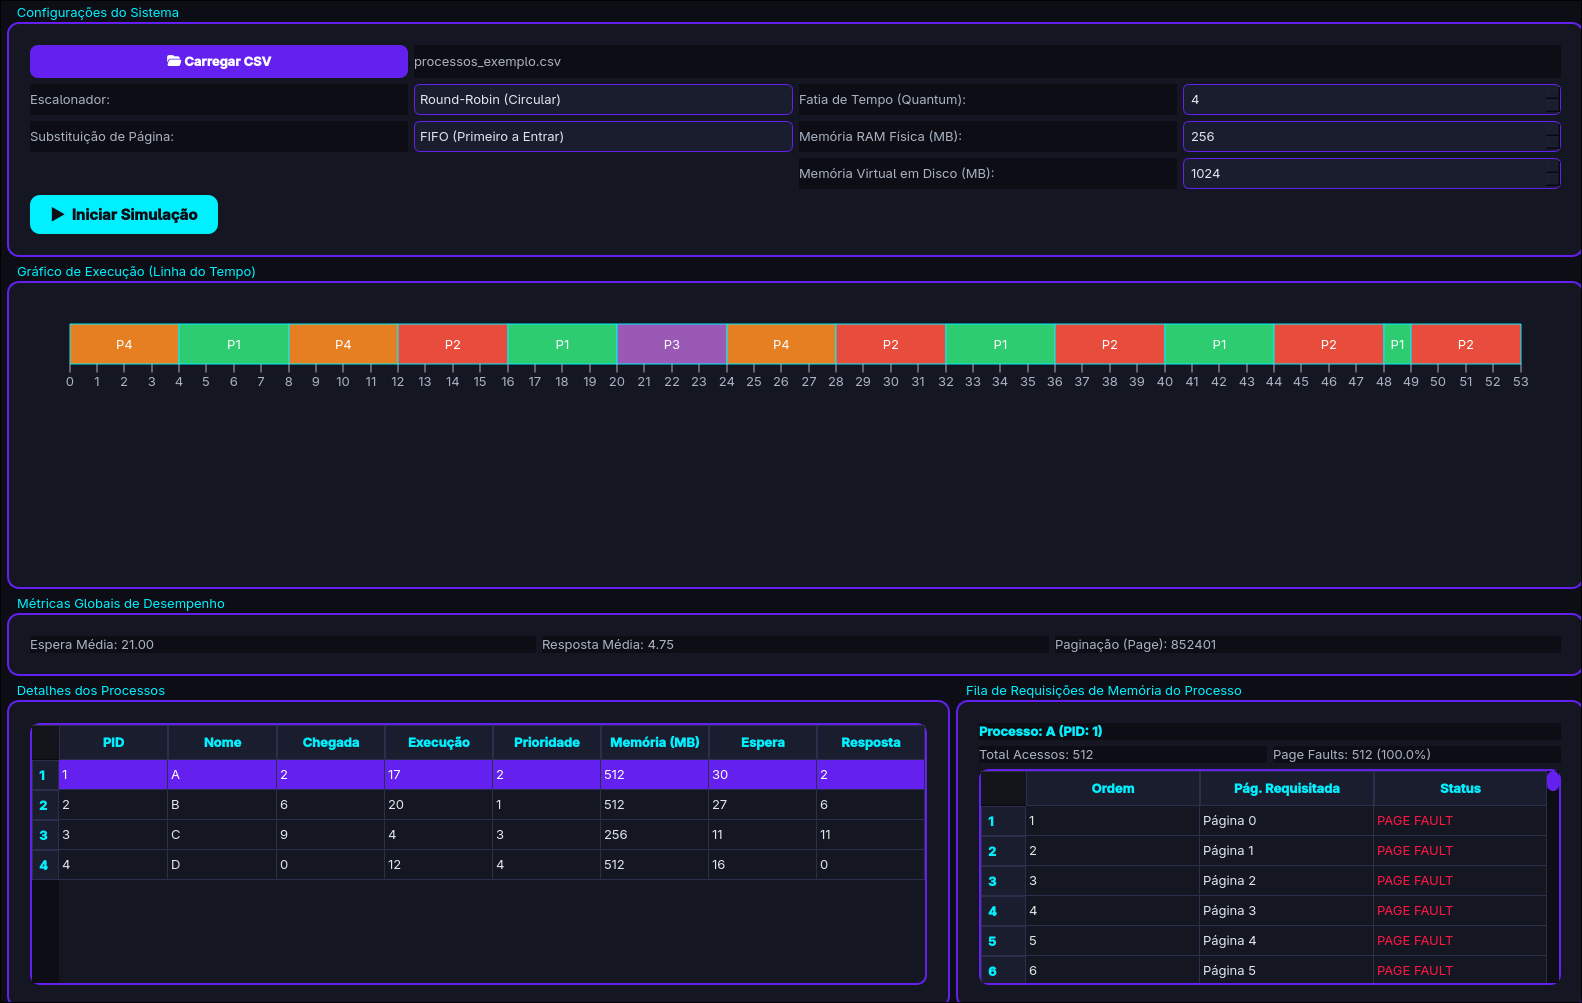 Configurações do Sistema
Carregar CSV processos_exemplo.csv
Escalonador: Round-Robin (Circular) Fatia de Tempo (Quantum): 4
Substituição de Página: FIFO (Primeiro a Entrar) Memória RAM Física (MB): 256
Memória Virtual em Disco (MB): 1024
Iniciar Simulação
Gráfico de Execução (Linha do Tempo)
P4 P1 P4 P2 P1 P3 P4 P2 P1 P2 P1 P2 P1 P2
0 1 2 3 4 5 6 7 8 9 10 11 12 13 14 15 16 17 18 19 20 21 22 23 24 25 26 27 28 29 30 31 32 33 34 35 36 37 38 39 40 41 42 43 44 45 46 47 48 49 50 51 52 53
Métricas Globais de Desempenho
Espera Média: 21.00 Resposta Média: 4.75 Paginação (Page): 852401
Detalhes dos Processos
PID Nome Chegada Execução Prioridade Memória (MB) Espera Resposta
1 1 A 2 17 2 512 30 2
2 2 B 6 20 1 512 27 6
3 3 C 9 4 3 256 11 11
4 4 D 0 12 4 512 16 0
Fila de Requisições de Memória do Processo
Processo: A (PID: 1)
Total Acessos: 512 Page Faults: 512 (100.0%)
Ordem Pág. Requisitada Status
1 1 Página 0 PAGE FAULT
2 2 Página 1 PAGE FAULT
3 3 Página 2 PAGE FAULT
4 4 Página 3 PAGE FAULT
5 5 Página 4 PAGE FAULT
6 6 Página 5 PAGE FAULT